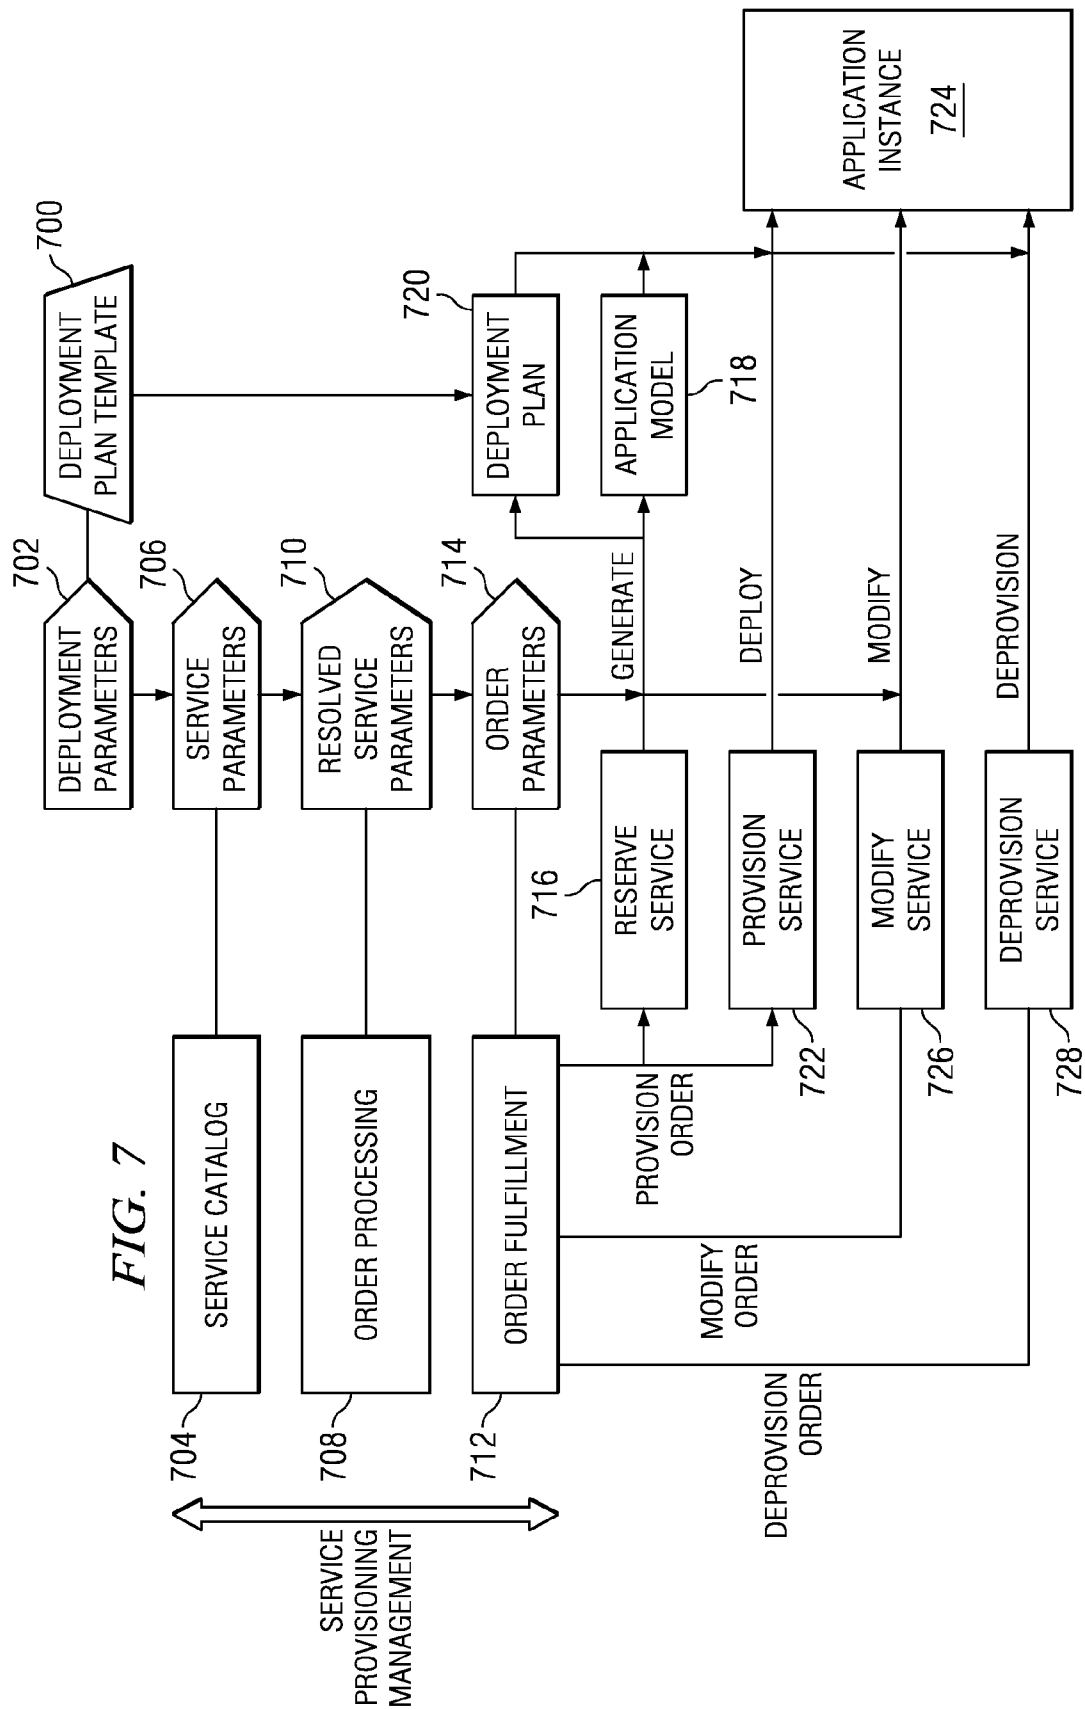 FIG. 7
DEPLOYMENT
PARAMETERS
702
DEPLOYMENT
PLAN TEMPLATE
700
704
SERVICE CATALOG
SERVICE
PARAMETERS
706
708
ORDER PROCESSING
RESOLVED
SERVICE
PARAMETERS
710
SERVICE
PROVISIONING
MANAGEMENT
712
ORDER FULFILLMENT
ORDER
PARAMETERS
714
DEPLOYMENT
PLAN
720
PROVISION
ORDER
716
RESERVE
SERVICE
GENERATE
APPLICATION
MODEL
718
MODIFY
ORDER
PROVISION
SERVICE
722
DEPLOY
DEPROVISION
ORDER
MODIFY
SERVICE
726
MODIFY
DEPROVISION
SERVICE
728
DEPROVISION
APPLICATION
INSTANCE
724